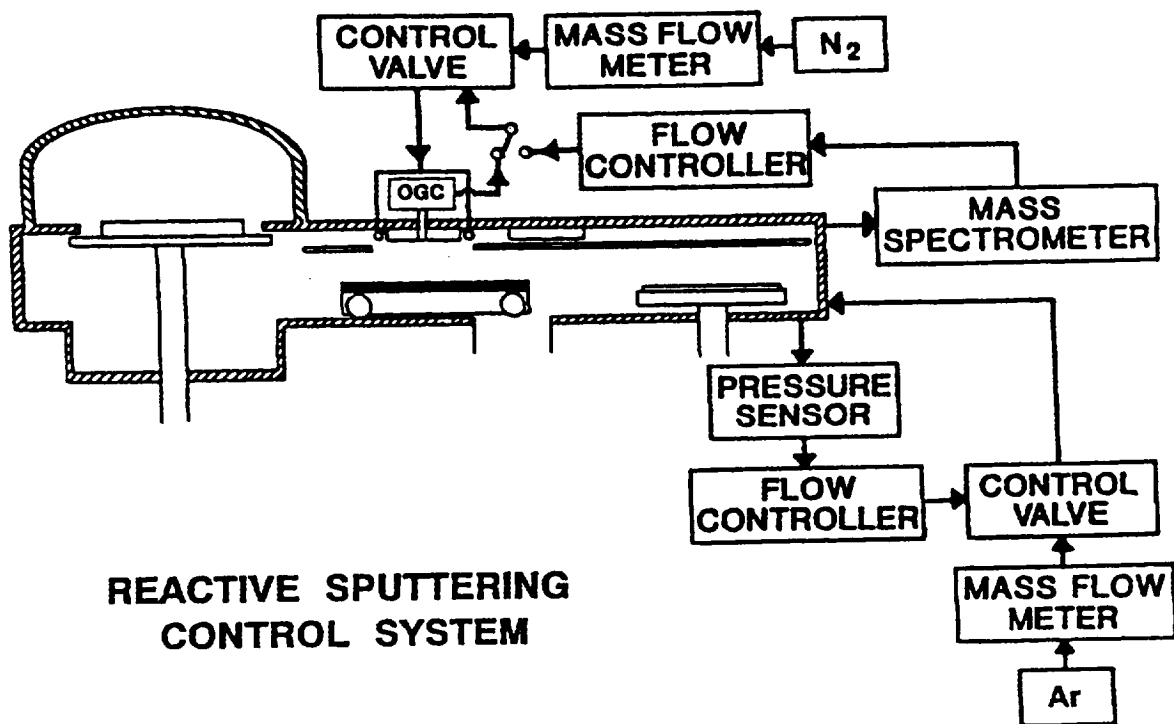 CONTROL
VALVE
MASS FLOW
METER
N2
FLOW
CONTROLLER
OGC
MASS
SPECTROMETER
PRESSURE
SENSOR
FLOW
CONTROLLER
CONTROL
VALVE
MASS FLOW
METER
Ar
REACTIVE SPUTTERING
CONTROL SYSTEM